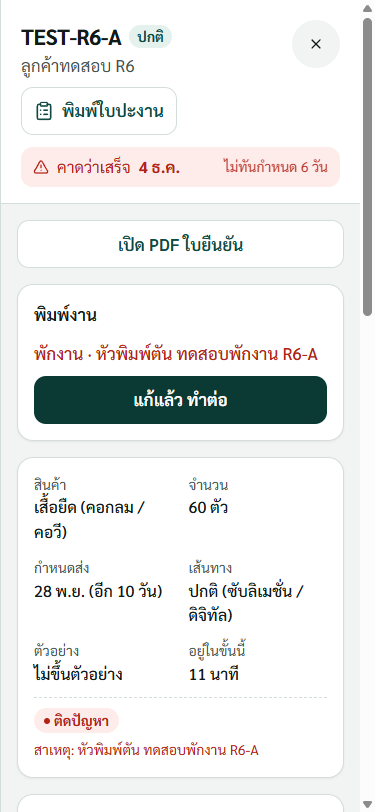 TEST-R6-A ปกติ
ลูกค้าทดสอบ R6
พิมพ์ใบปะงาน
คาดว่าเสร็จ 4 ธ.ค. ไม่ทันกำหนด 6 วัน
เปิด PDF ใบยืนยัน
พิมพ์งาน
พักงาน · หัวพิมพ์ตัน ทดสอบพักงาน R6-A
แก้แล้ว ทำต่อ
สินค้า
เสื้อยืด (คอกลม /
คอวี)
จำนวน
60 ตัว
กำหนดส่ง
28 พ.ย. (อีก 10 วัน)
เส้นทาง
ปกติ (ซับลิเมชั่น /
ดิจิทัล)
ตัวอย่าง
ไม่ขึ้นตัวอย่าง
อยู่ในขั้นนี้
11 นาที
ติดปัญหา
สาเหตุ: หัวพิมพ์ตัน ทดสอบพักงาน R6-A